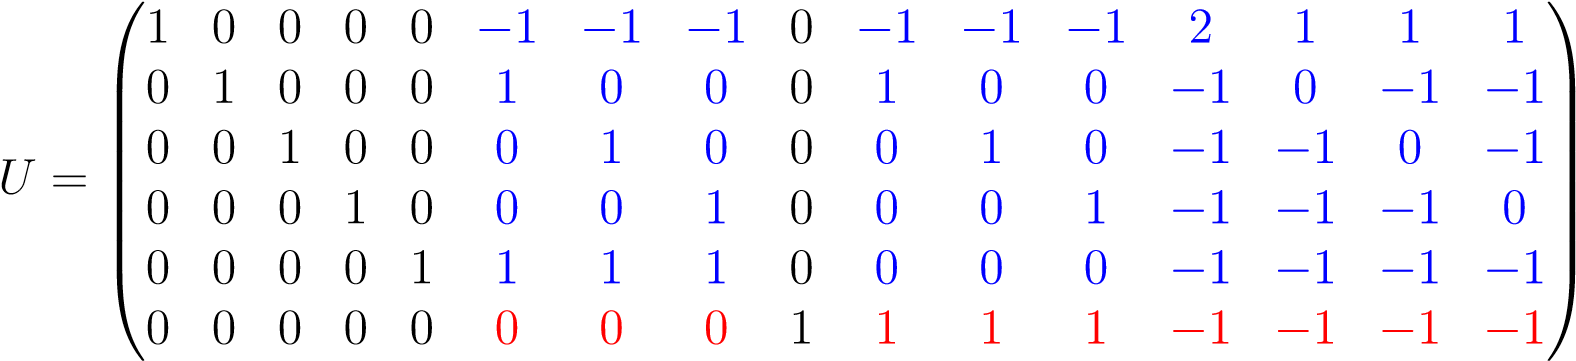 1 0 0 0 0 −1 −1 −1 0 −1 −1 −1 2 1 1 1
0 1 0 0 0 1 0 0 0 1 0 0 −1 0 −1 −1
0 0 1 0 0 0 1 0 0 0 1 0 −1 −1 0 −1
U =
0 0 0 1 0 0 0 1 0 0 0 1 −1 −1 −1 0
0 0 0 0 1 1 1 1 0 0 0 0 −1 −1 −1 −1
0 0 0 0 0 0 0 0 1 1 1 1 −1 −1 −1 −1